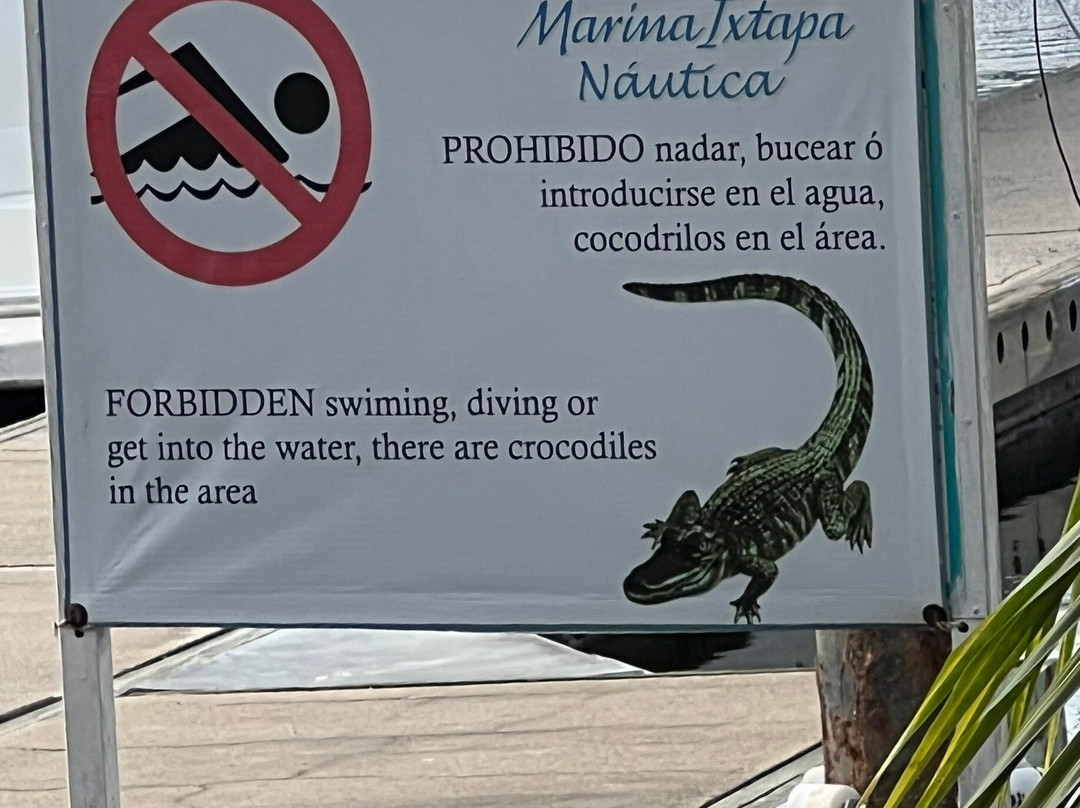 Marina Ixtapa
Náutica
PROHIBIDO nadar, bucear ó
introducirse en el agua,
cocodrilos en el área.
FORBIDDEN swiming, diving or
get into the water, there are crocodiles
in the area